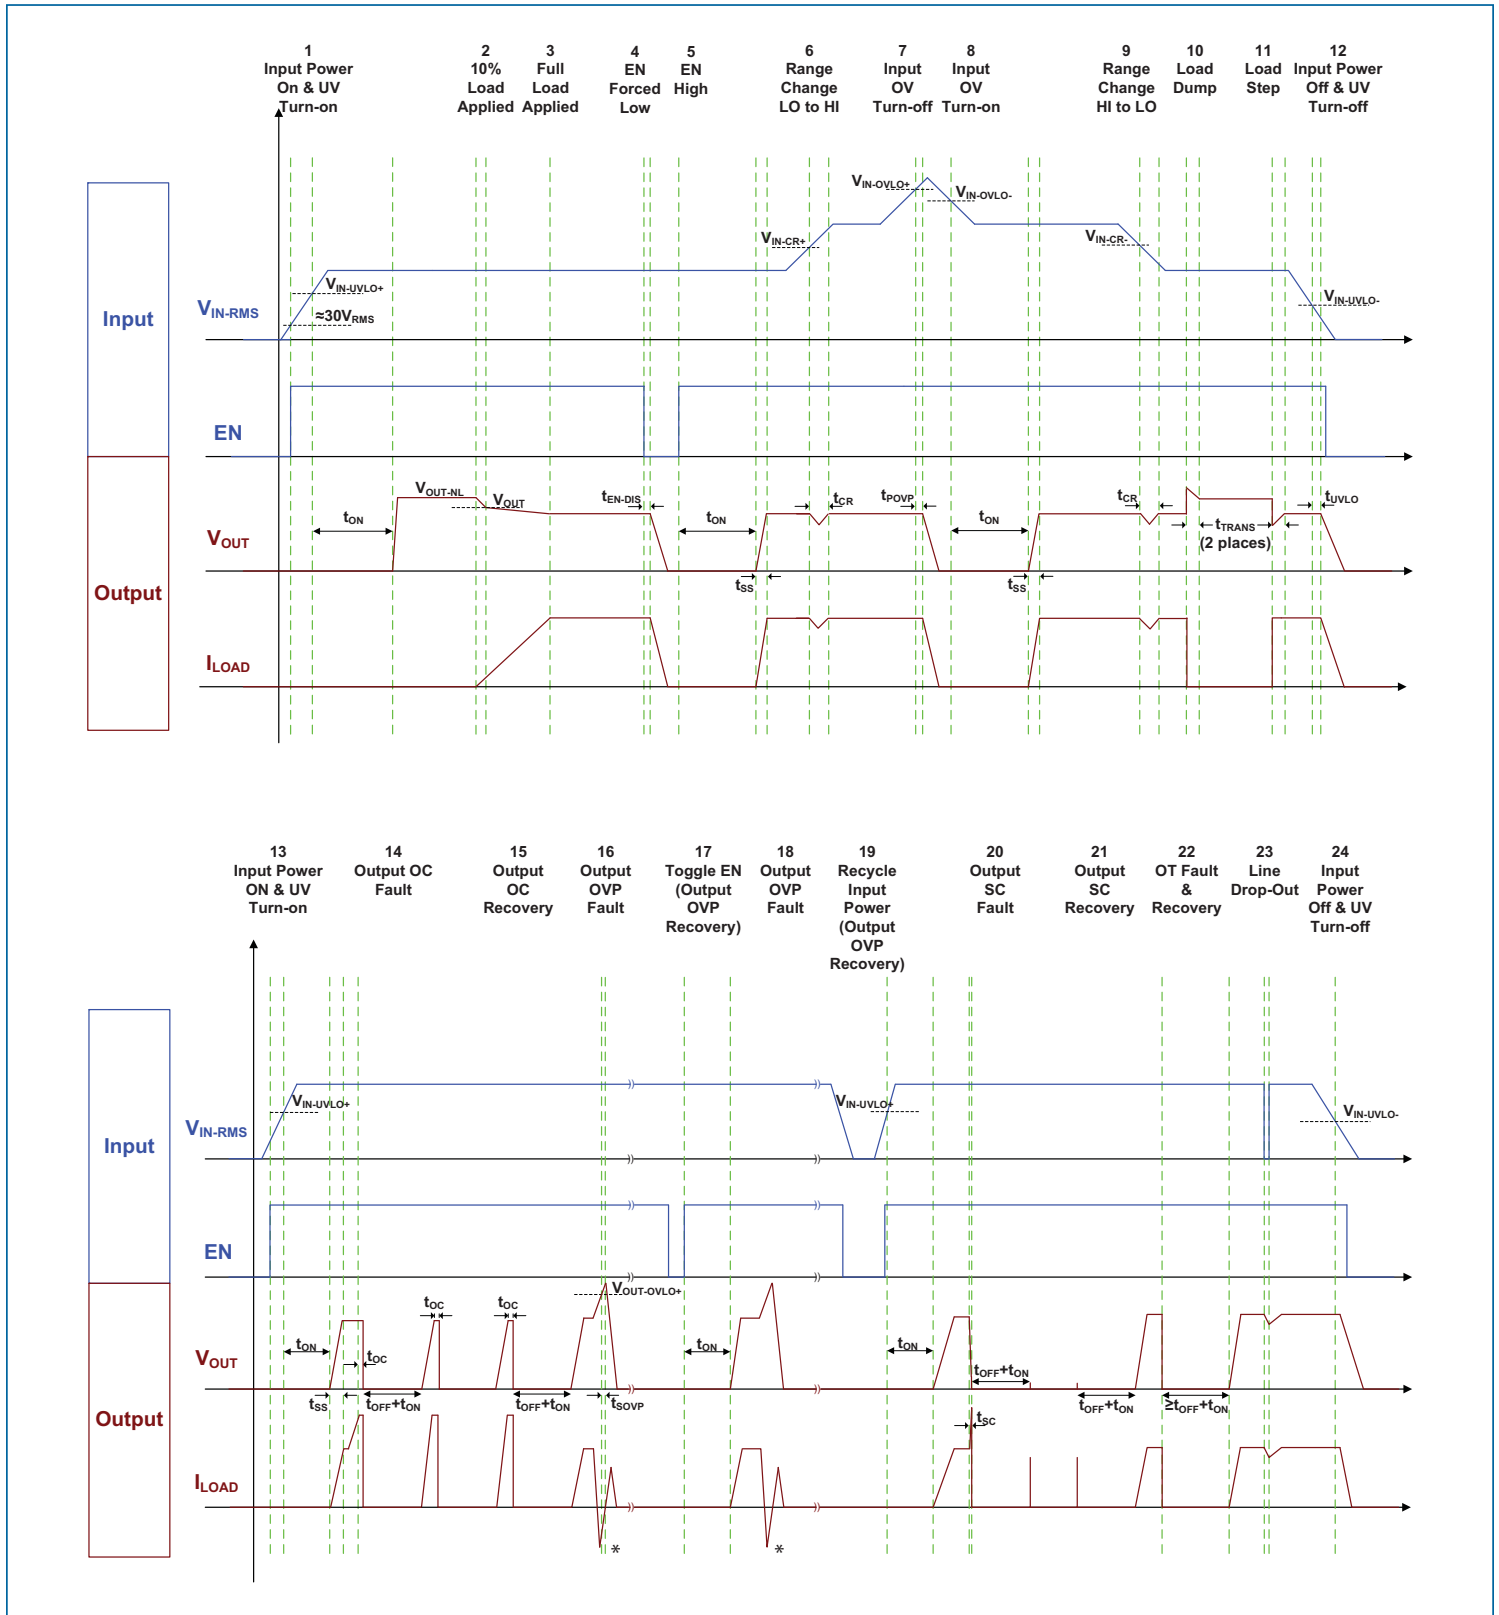 1
Input Power
On & UV
Turn-on
2
10%
Load
Applied
3
Full
Load
Applied
4
EN
Forced
Low
5
EN
High
6
Range
Change
LO to HI
7
Input
OV
Turn-off
8
Input
OV
Turn-on
9
Range
Change
HI to LO
10
Load
Dump
11
Load
Step
12
Input Power
Off & UV
Turn-off
Input
VIN-RMS
VIN-UVLO+
≈30VRMS
VIN-CR+
VIN-OVLO+
VIN-OVLO-
VIN-CR-
VIN-UVLO-
EN
Output
VOUT
tON
VOUT-NL
VOUT
tEN-DIS
tON
tSS
tCR
tPOVP
tON
tSS
tCR
tTRANS
(2 places)
tUVLO
ILOAD
13
Input Power
ON & UV
Turn-on
14
Output OC
Fault
15
Output
OC
Recovery
16
Output
OVP
Fault
17
Toggle EN
(Output
OVP
Recovery)
18
Output
OVP
Fault
19
Recycle
Input
Power
(Output
OVP
Recovery)
20
Output
SC
Fault
21
Output
SC
Recovery
22
OT Fault
&
Recovery
23
Line
Drop-Out
24
Input
Power
Off & UV
Turn-off
Input
VIN-RMS
VIN-UVLO+
VIN-UVLO+
VIN-UVLO-
EN
Output
VOUT
tON
tSS
tOC
tOFF+tON
tOC
tOC
tOFF+tON
VOUT-OVLO+
tSOVP
tON
tON
tOFF+tON
tSC
tOFF+tON
≥tOFF+tON
ILOAD
*
*